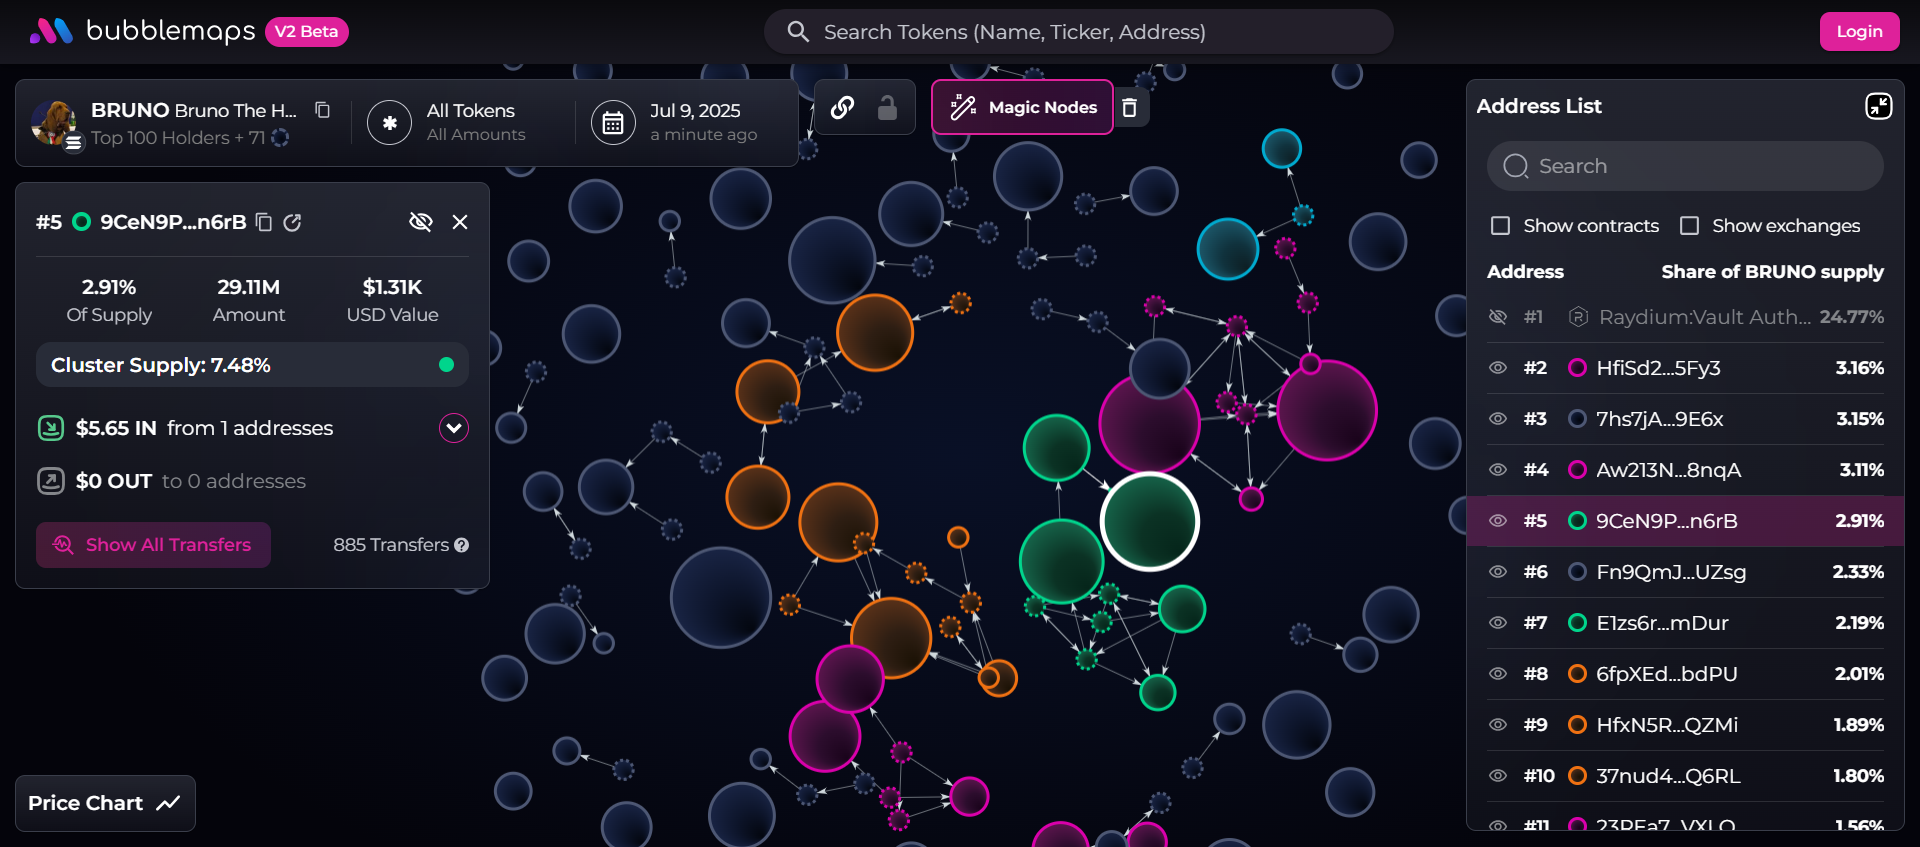 bubblemaps V2 Beta
Search Tokens (Name, Ticker, Address)
Login
BRUNO Bruno The H...
Top 100 Holders + 71
All Tokens
All Amounts
Jul 9, 2025
a minute ago
Magic Nodes
#5 9CeN9P...n6rB
2.91% 29.11M $1.31K
Of Supply Amount USD Value
Cluster Supply: 7.48%
$5.65 IN from 1 addresses
$0 OUT to 0 addresses
Show All Transfers 885 Transfers
Price Chart
Address List
Search
Show contracts Show exchanges
Address Share of BRUNO supply
#1 Raydium:Vault Auth... 24.77%
#2 HfiSd2...5Fy3 3.16%
#3 7hs7jA...9E6x 3.15%
#4 Aw213N...8nqA 3.11%
#5 9CeN9P...n6rB 2.91%
#6 Fn9QmJ...UZsg 2.33%
#7 E1zs6r...mDur 2.19%
#8 6fpXEd...bdPU 2.01%
#9 HfxN5R...QZMi 1.89%
#10 37nud4...Q6RL 1.80%
#11 1.56%